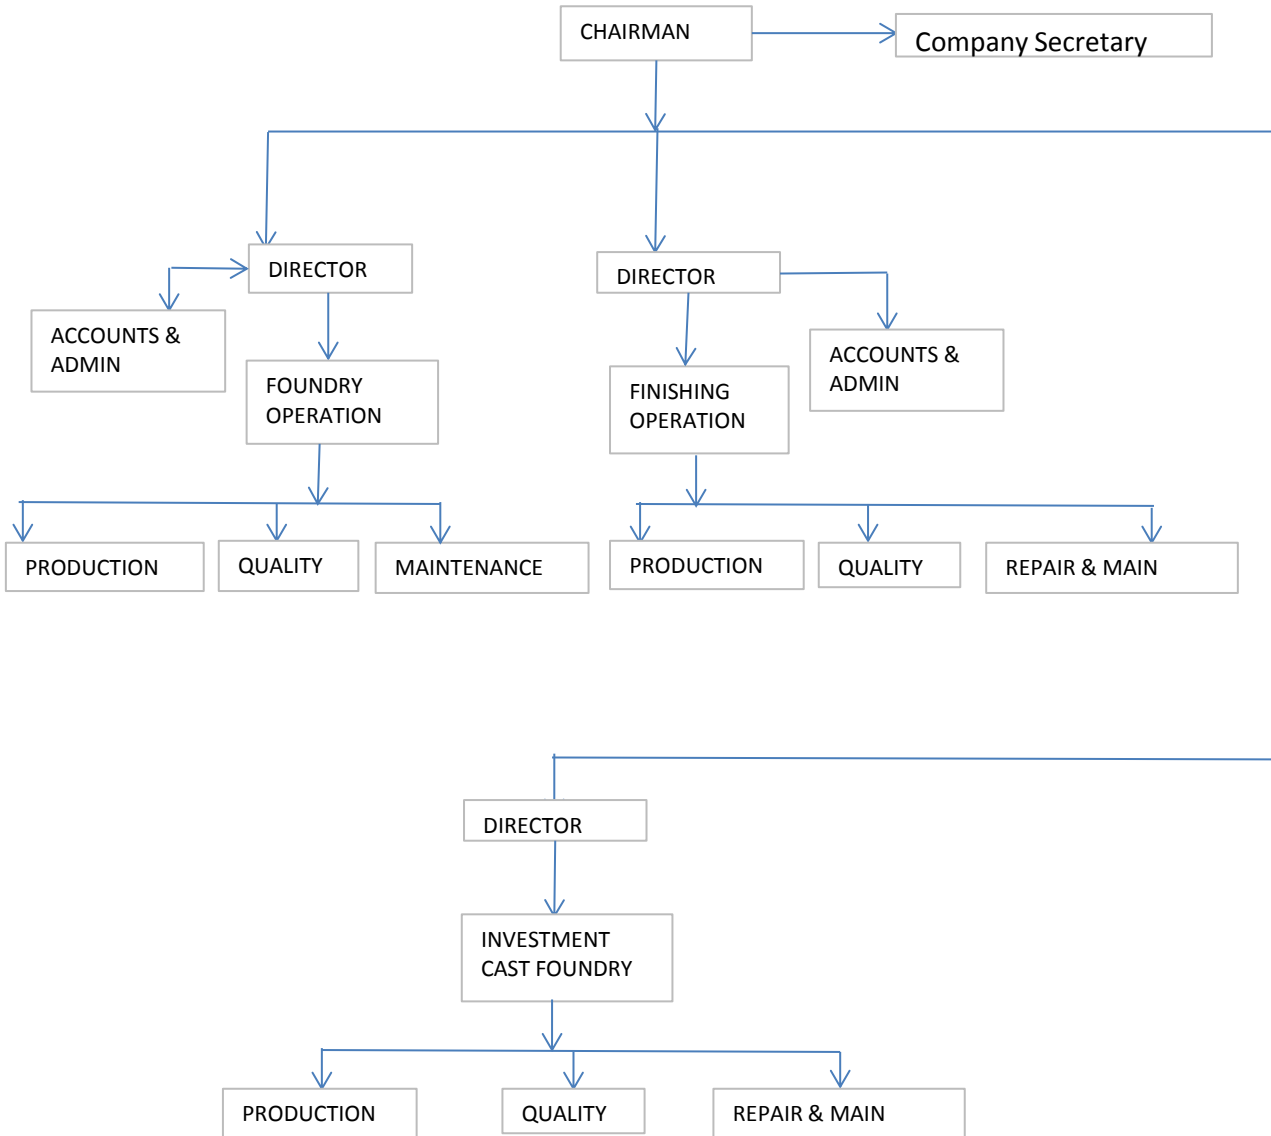 CHAIRMAN
Company Secretary
DIRECTOR
DIRECTOR
ACCOUNTS &
ADMIN
FOUNDRY
OPERATION
FINISHING
OPERATION
ACCOUNTS &
ADMIN
PRODUCTION
QUALITY
MAINTENANCE
PRODUCTION
QUALITY
REPAIR & MAIN
DIRECTOR
INVESTMENT
CAST FOUNDRY
PRODUCTION
QUALITY
REPAIR & MAIN